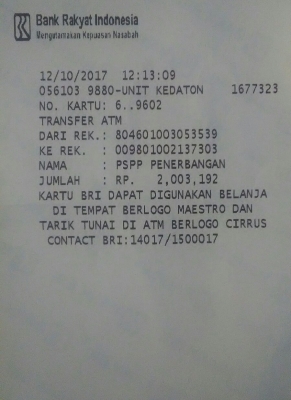 Bank Rakyat Indonesia
Mengutamakan Kepuasan Nasabah
12/10/2017 12:13:09
056103 9880-UNIT KEDATON 1677323
NO. KARTU: 6..9602
TRANSFER ATM
DARI REK.: 804601003053539
KE REK. : 009801002137303
NAMA : PSPP PENERBANGAN
JUMLAH : RP. 2,003,192
KARTU BRI DAPAT DIGUNAKAN BELANJA
DI TEMPAT BERLOGO MAESTRO DAN
TARIK TUNAI DI ATM BERLOGO CIRRUS
CONTACT BRI:14017/1500017